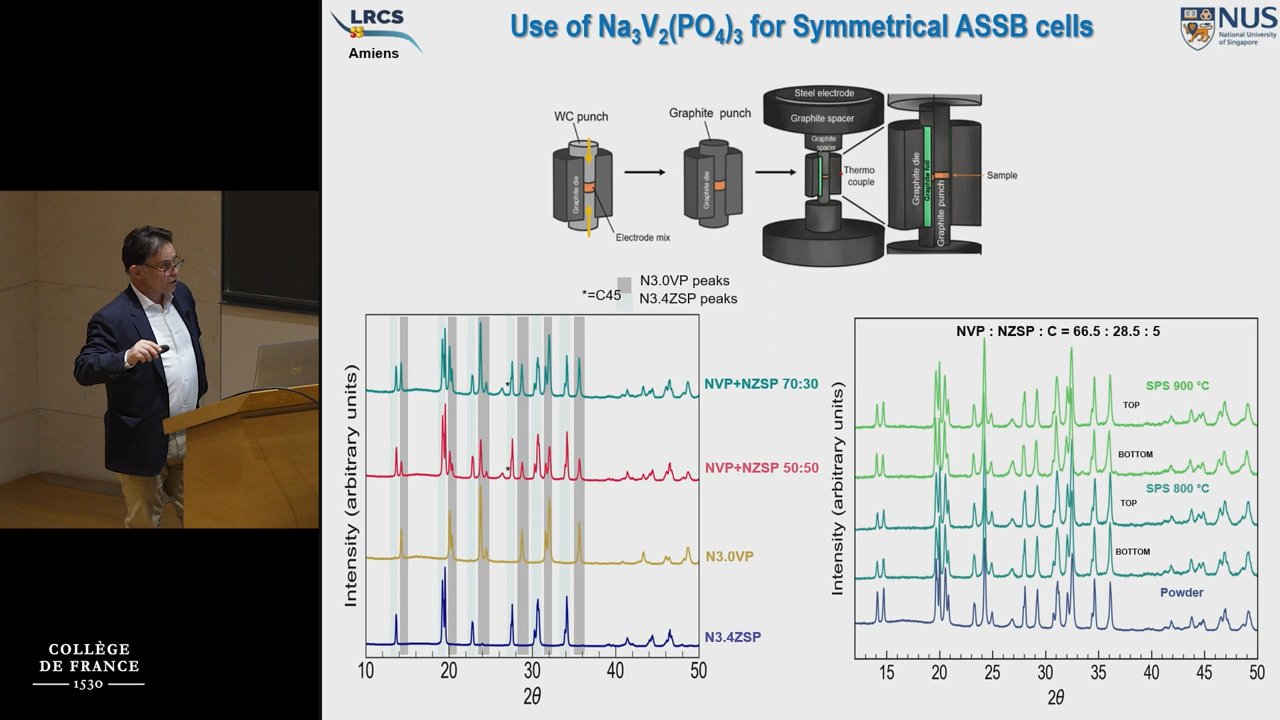 LRCS
Amiens
Use of Na3V2(PO4)3 for Symmetrical ASSB cells
NUS
National University
of Singapore
WC punch
Graphite die
Electrode mix
Graphite punch
Graphite die
Steel electrode
Graphite spacer
Graphite
spacer
Thermo
couple
Graphite die
Graphite foil
Graphite punch
Sample
*=C45
N3.0VP peaks
N3.4ZSP peaks
Intensity (arbitrary units)
*
NVP+NZSP 70:30
*
NVP+NZSP 50:50
N3.0VP
N3.4ZSP
10 20 30 40 50
2θ
NVP : NZSP : C = 66.5 : 28.5 : 5
Intensity (arbitrary units)
SPS 900 °C
TOP
BOTTOM
SPS 800 °C
TOP
BOTTOM
Powder
15 20 25 30 35 40 45 50
2θ
COLLÈGE
DE FRANCE
1530